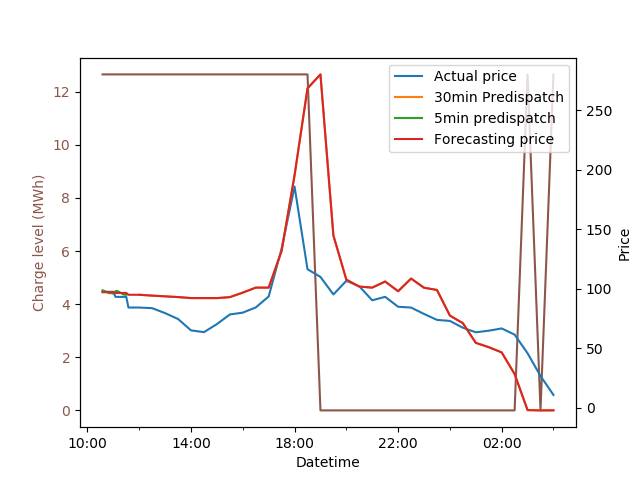 Actual price
30min Predispatch
5min predispatch
Forecasting price
Charge level (MWh)
12
10
8
6
4
2
0
250
200
150
100
50
0
Price
10:00 14:00 18:00 22:00 02:00
Datetime